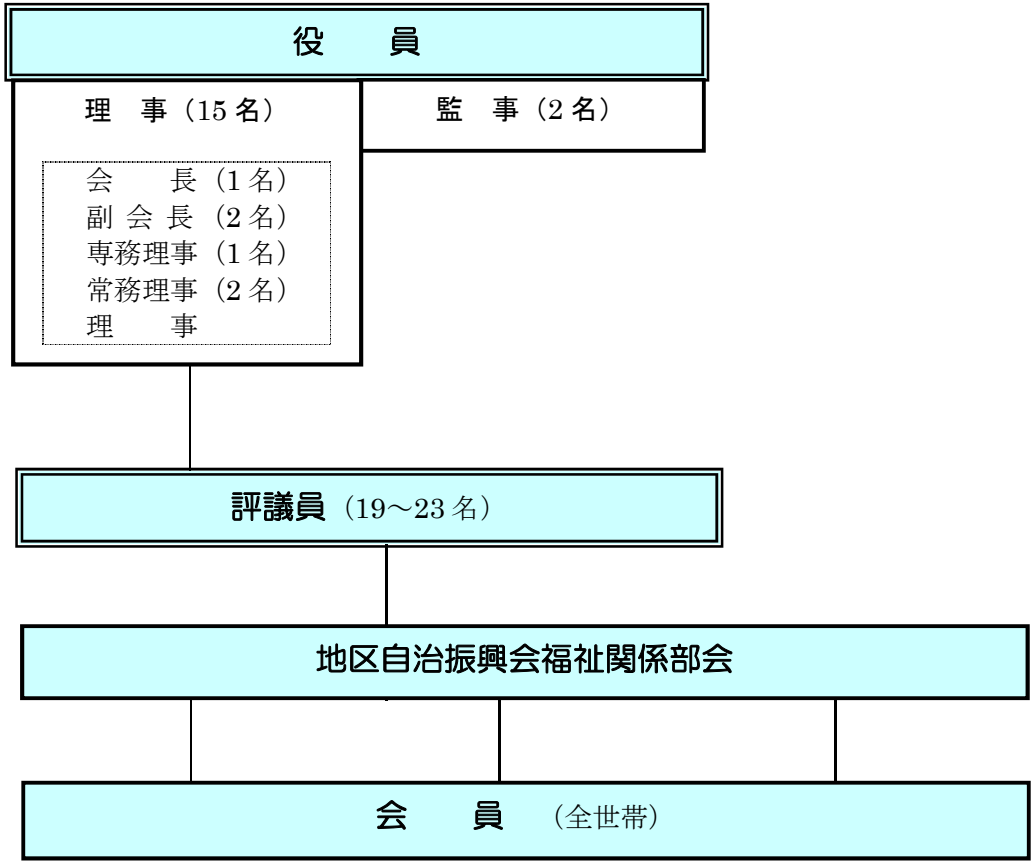 役　　員
理　事（15名）
監　事（2名）
会　　長（1名）
副 会 長（2名）
専務理事（1名）
常務理事（2名）
理　　事
評議員（19～23名）
地区自治振興会福祉関係部会
会　　員　（全世帯）